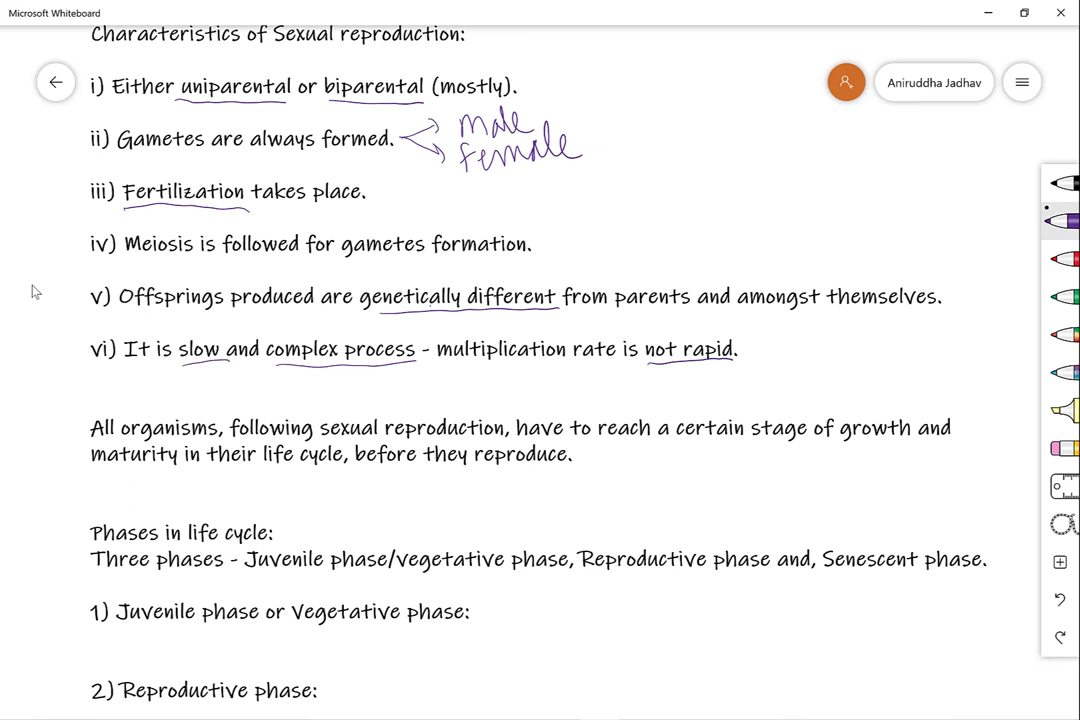 Microsoft Whiteboard
Characteristics of Sexual reproduction:
Aniruddha Jadhav
i) Either uniparental or biparental (mostly).
ii) Gametes are always formed.
male
Female
iii) Fertilization takes place.
iv) Meiosis is followed for gametes formation.
v) Offsprings produced are genetically different from parents and amongst themselves.
vi) It is slow and complex process - multiplication rate is not rapid.
All organisms, following sexual reproduction, have to reach a certain stage of growth and
maturity in their life cycle, before they reproduce.
Phases in life cycle:
Three phases - Juvenile phase/vegetative phase, Reproductive phase and, Senescent phase.
1) Juvenile phase or Vegetative phase:
2) Reproductive phase: